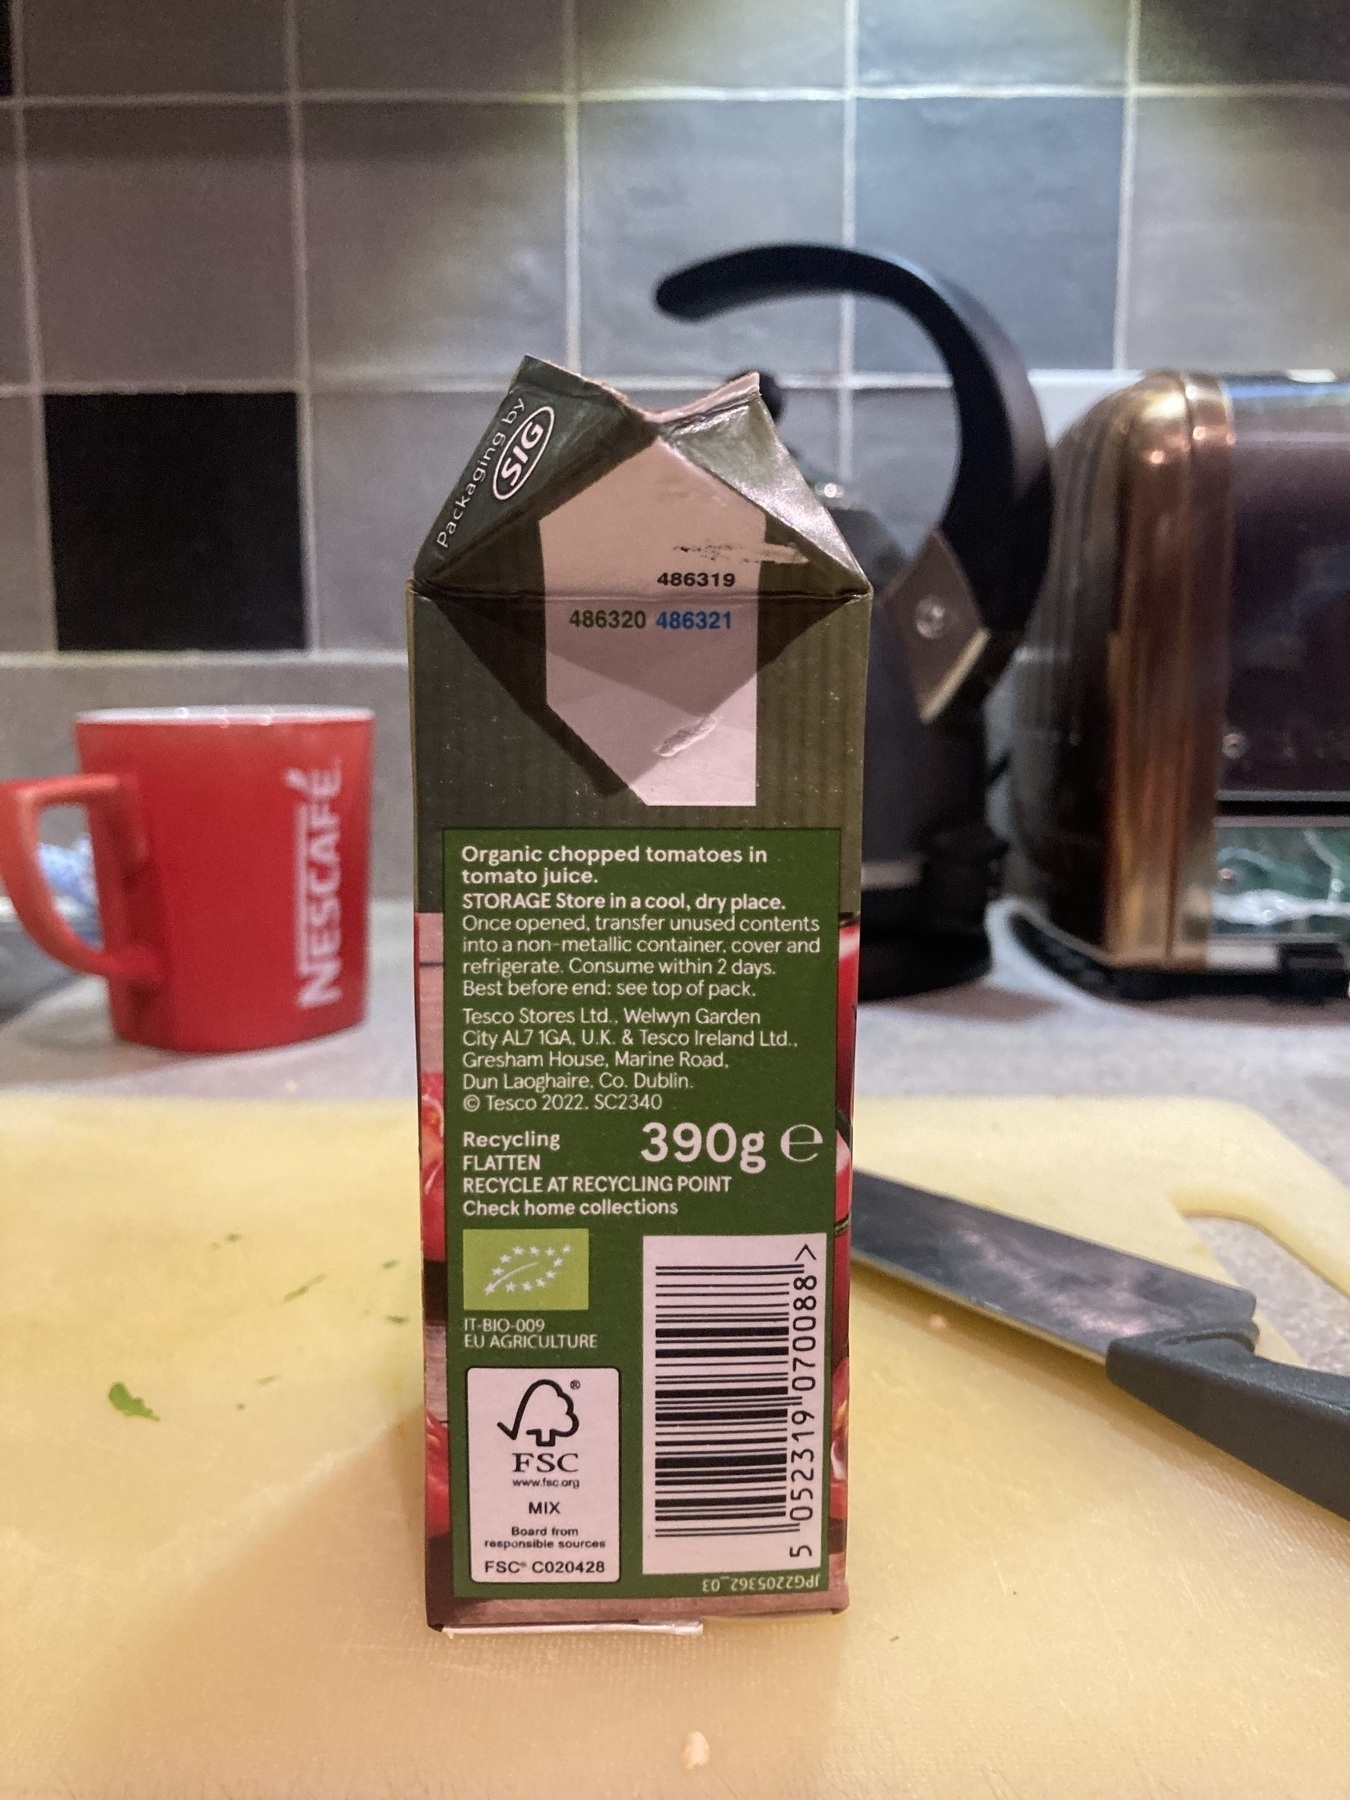 Packaging by
SIG
486319
486320 486321
NESCAFÉ
Organic chopped tomatoes in
tomato juice.
STORAGE Store in a cool, dry place.
Once opened, transfer unused contents
into a non-metallic container, cover and
refrigerate. Consume within 2 days.
Best before end: see top of pack.
Tesco Stores Ltd., Welwyn Garden
City AL7 1GA, U.K. & Tesco Ireland Ltd.,
Gresham House, Marine Road,
Dun Laoghaire, Co. Dublin.
© Tesco 2022. SC2340
390g ℮
Recycling
FLATTEN
RECYCLE AT RECYCLING POINT
Check home collections
IT-BIO-009
EU AGRICULTURE
FSC®
www.fsc.org
MIX
Board from
responsible sources
FSC® C020428
5 052319 070088 >
JPG2205362_03